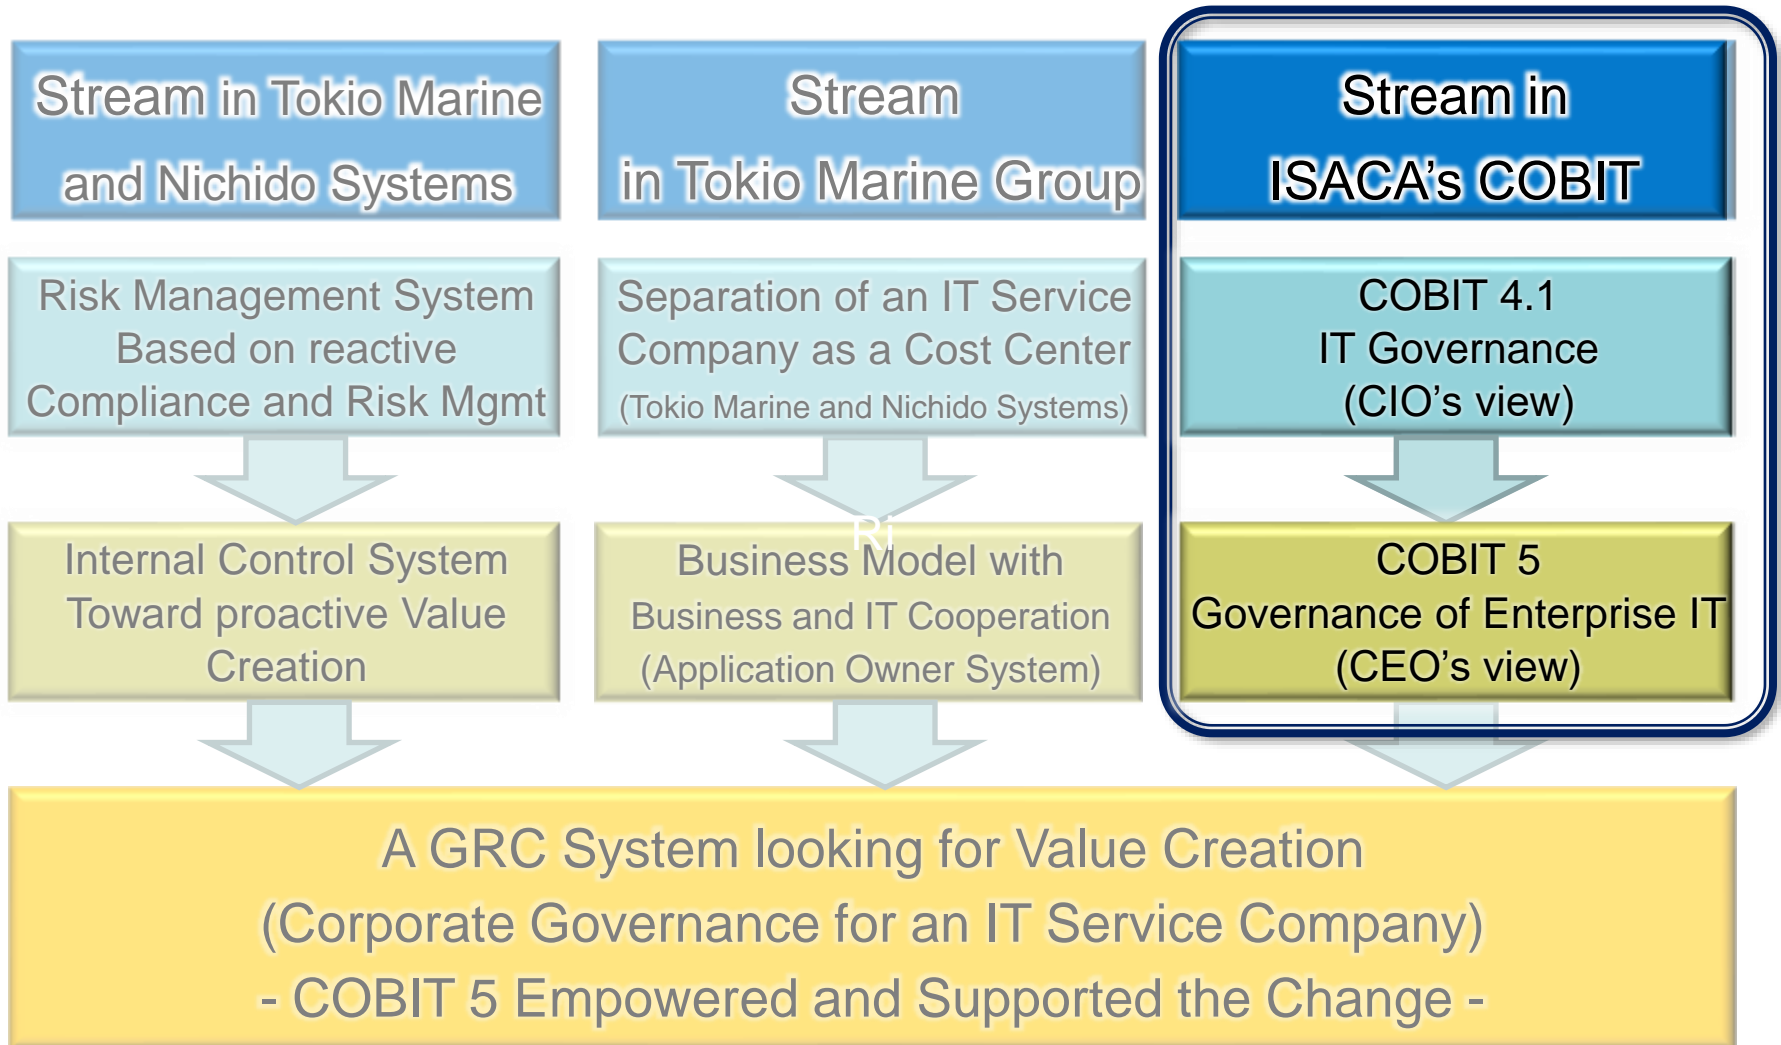 Stream in Tokio Marine
and Nichido Systems
Stream
in Tokio Marine Group
Stream in
ISACA's COBIT
Risk Management System
Based on reactive
Compliance and Risk Mgmt
Separation of an IT Service
Company as a Cost Center
(Tokio Marine and Nichido Systems)
COBIT 4.1
IT Governance
(CIO's view)
Internal Control System
Toward proactive Value
Creation
Ri
Business Model with
Business and IT Cooperation
(Application Owner System)
COBIT 5
Governance of Enterprise IT
(CEO's view)
A GRC System looking for Value Creation
(Corporate Governance for an IT Service Company)
- COBIT 5 Empowered and Supported the Change -